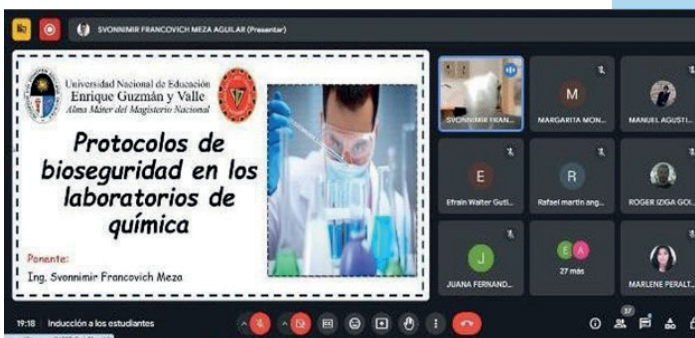 SVONNIMIR FRANCOVICH MEZA AGUILAR (Presentar)
Universidad Nacional de Educación
Enrique Guzmán y Valle
Alma Máter del Magisterio Nacional
Protocolos de
bioseguridad en los
laboratorios de
química
Ponente:
Ing. Svonnimir Francovich Meza
SVONNIMIR FRAN...
M
MARGARITA MON...
MANUEL AGUSTI...
E
Efrain Walter Guti...
R
Rafael martin ang...
ROGER IZIGA GOI...
J
JUANA FERNAND...
E A
27 más
MARLENE PERALT...
19:18 | Inducción a los estudiantes
37